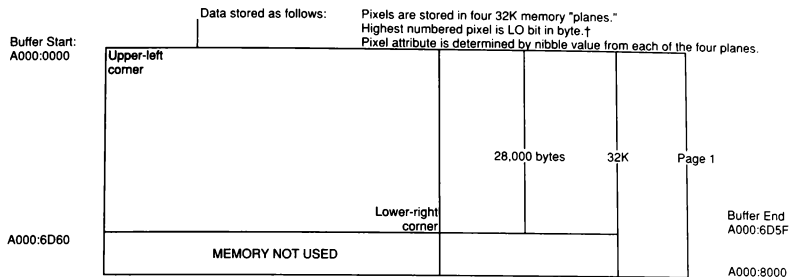 Data stored as follows:
Pixels are stored in four 32K memory "planes."
Highest numbered pixel is LO bit in byte.†
Pixel attribute is determined by nibble value from each of the four planes.
Buffer Start:
A000:0000
Upper-left
corner
28,000 bytes
32K
Page 1
Lower-right
corner
Buffer End
A000:6D5F
A000:6D60
MEMORY NOT USED
A000:8000